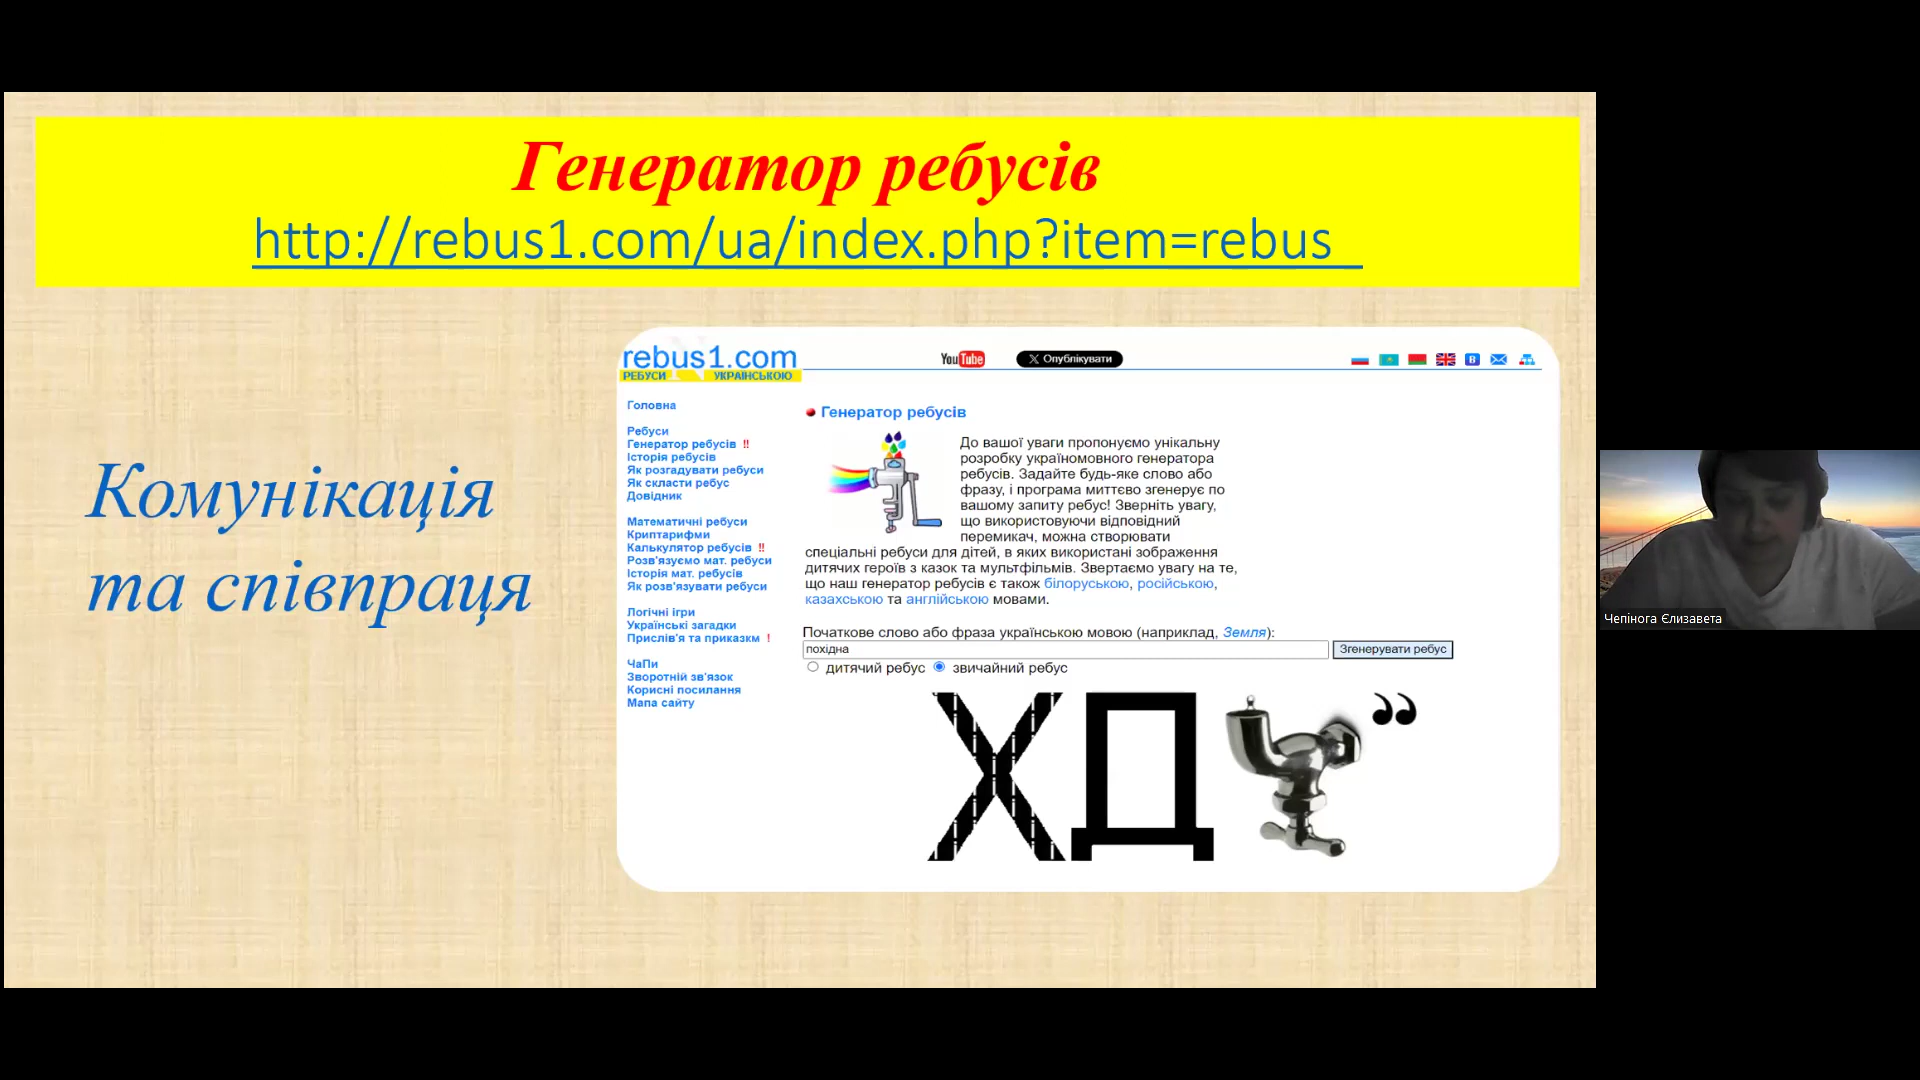 Генератор ребусів
http://rebus1.com/ua/index.php?item=rebus
Комунікація
та співпраця
rebus1.com
РЕБУСИ УКРАЇНСЬКОЮ
YouTube
Опублікувати
Головна
Ребуси
Генератор ребусів !!
Історія ребусів
Як розгадувати ребуси
Як скласти ребус
Довідник
Математичні ребуси
Криптарифми
Калькулятор ребусів !!
Розв'язуємо мат. ребуси
Історія мат. ребусів
Як розв'язувати ребуси
Логічні ігри
Українські загадки
Прислів'я та приказкм !
ЧаПи
Зворотній зв'язок
Корисні посилання
Мапа сайту
Генератор ребусів
До вашої уваги пропонуємо унікальну
розробку україномовного генератора
ребусів. Задайте будь-яке слово або
фразу, і програма миттєво згенерує по
вашому запиту ребус! Зверніть увагу,
що використовуючи відповідний
перемикач, можна створювати
спеціальні ребуси для дітей, в яких використані зображення
дитячих героїв з казок та мультфільмів. Звертаємо увагу на те,
що наш генератор ребусів є також білоруською, російською,
казахською та англійською мовами.
Початкове слово або фраза українською мовою (наприклад, Земля):
похідна
Згенерувати ребус
дитячий ребус звичайний ребус
ХД ,,
Чепінога Єлизавета